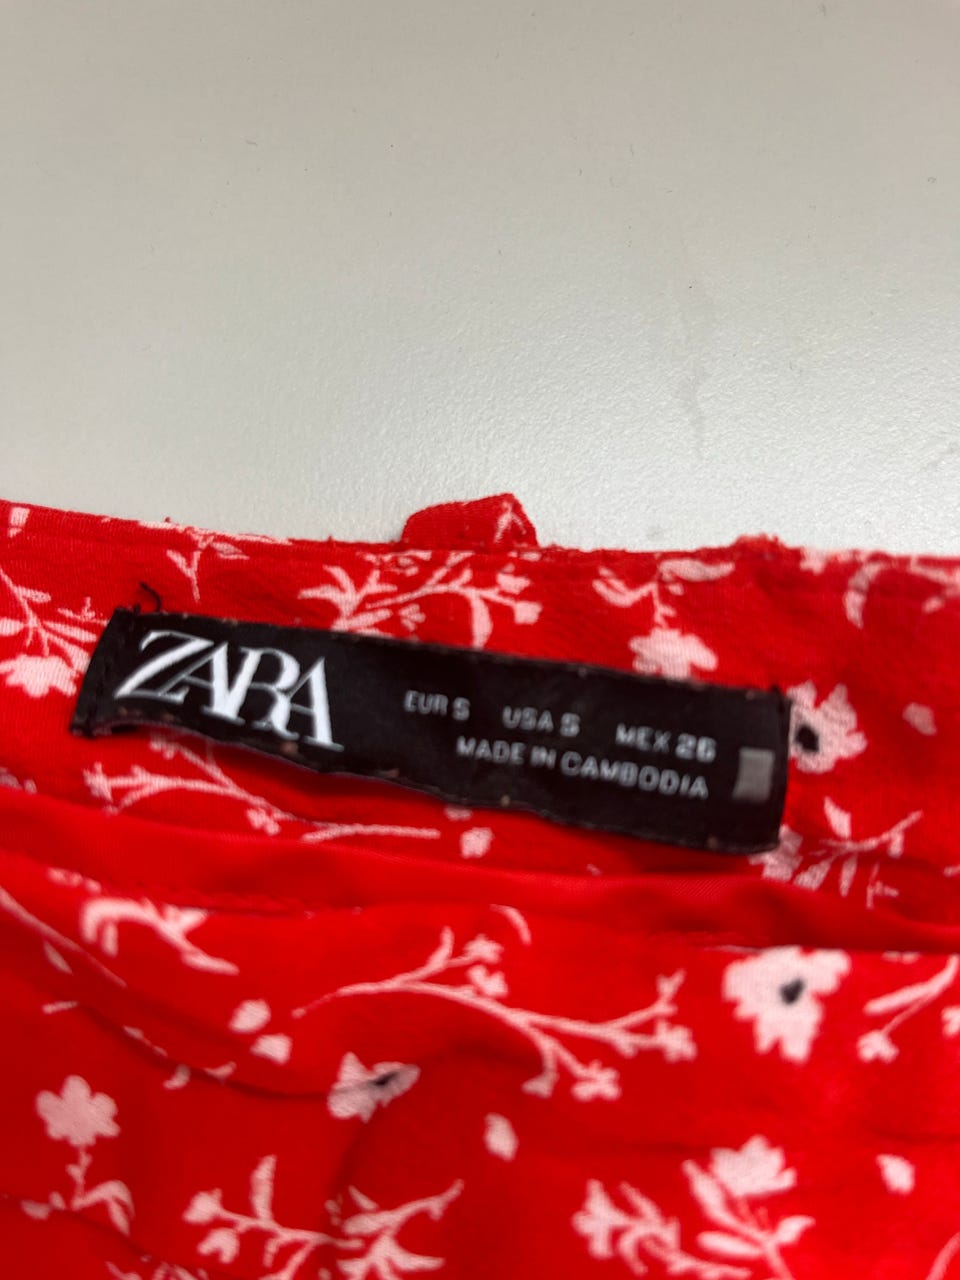 ZARA
EUR S USA S MEX 26
MADE IN CAMBODIA